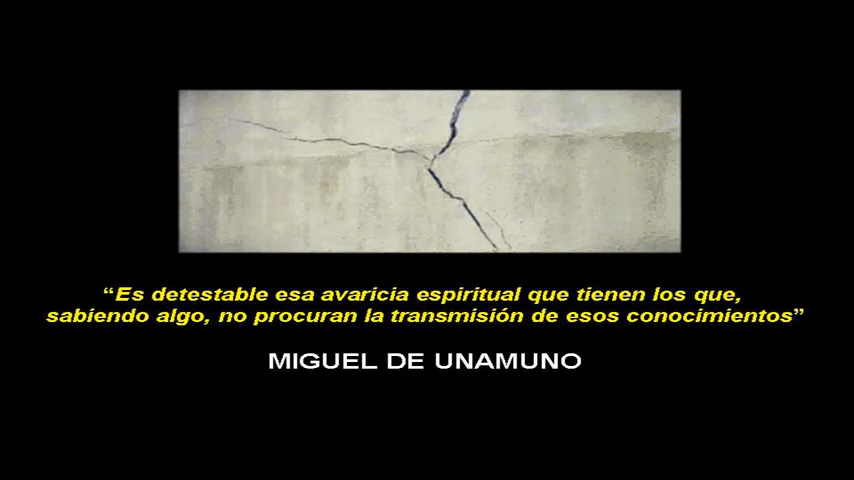 “Es detestable esa avaricia espiritual que tienen los que,
sabiendo algo, no procuran la transmisión de esos conocimientos”
MIGUEL DE UNAMUNO